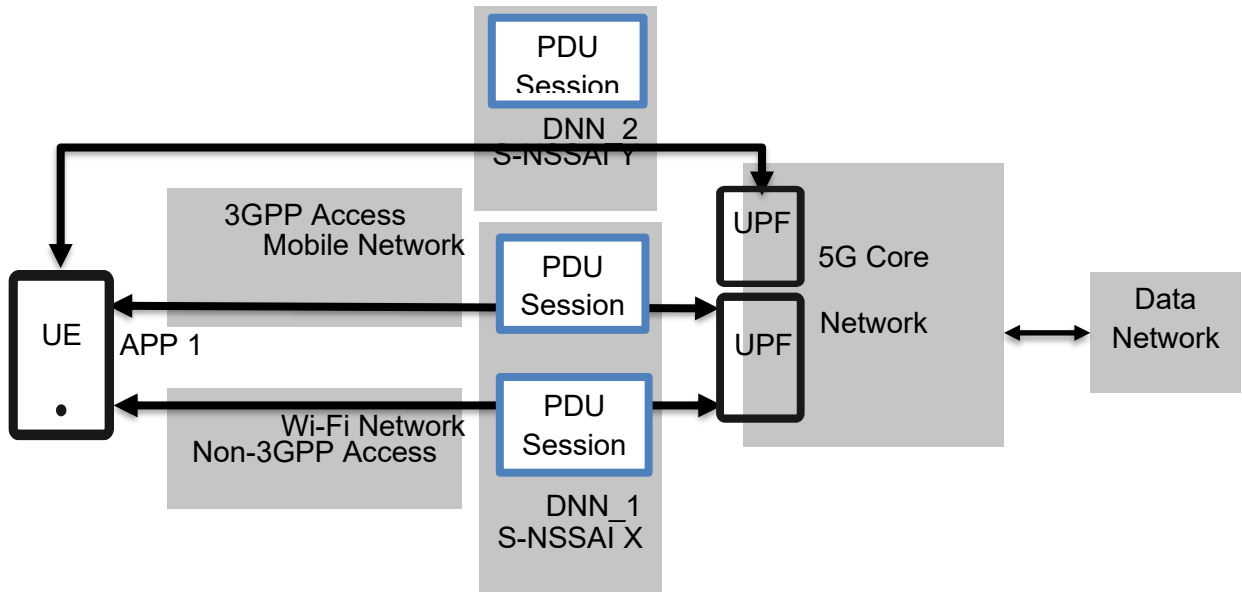 PDU
Session
DNN_2
S-NSSAI Y
3GPP Access
Mobile Network
UPF
5G Core
Network
PDU
Session
UE
APP 1
UPF
Data
Network
PDU
Session
Wi-Fi Network
Non-3GPP Access
DNN_1
S-NSSAI X